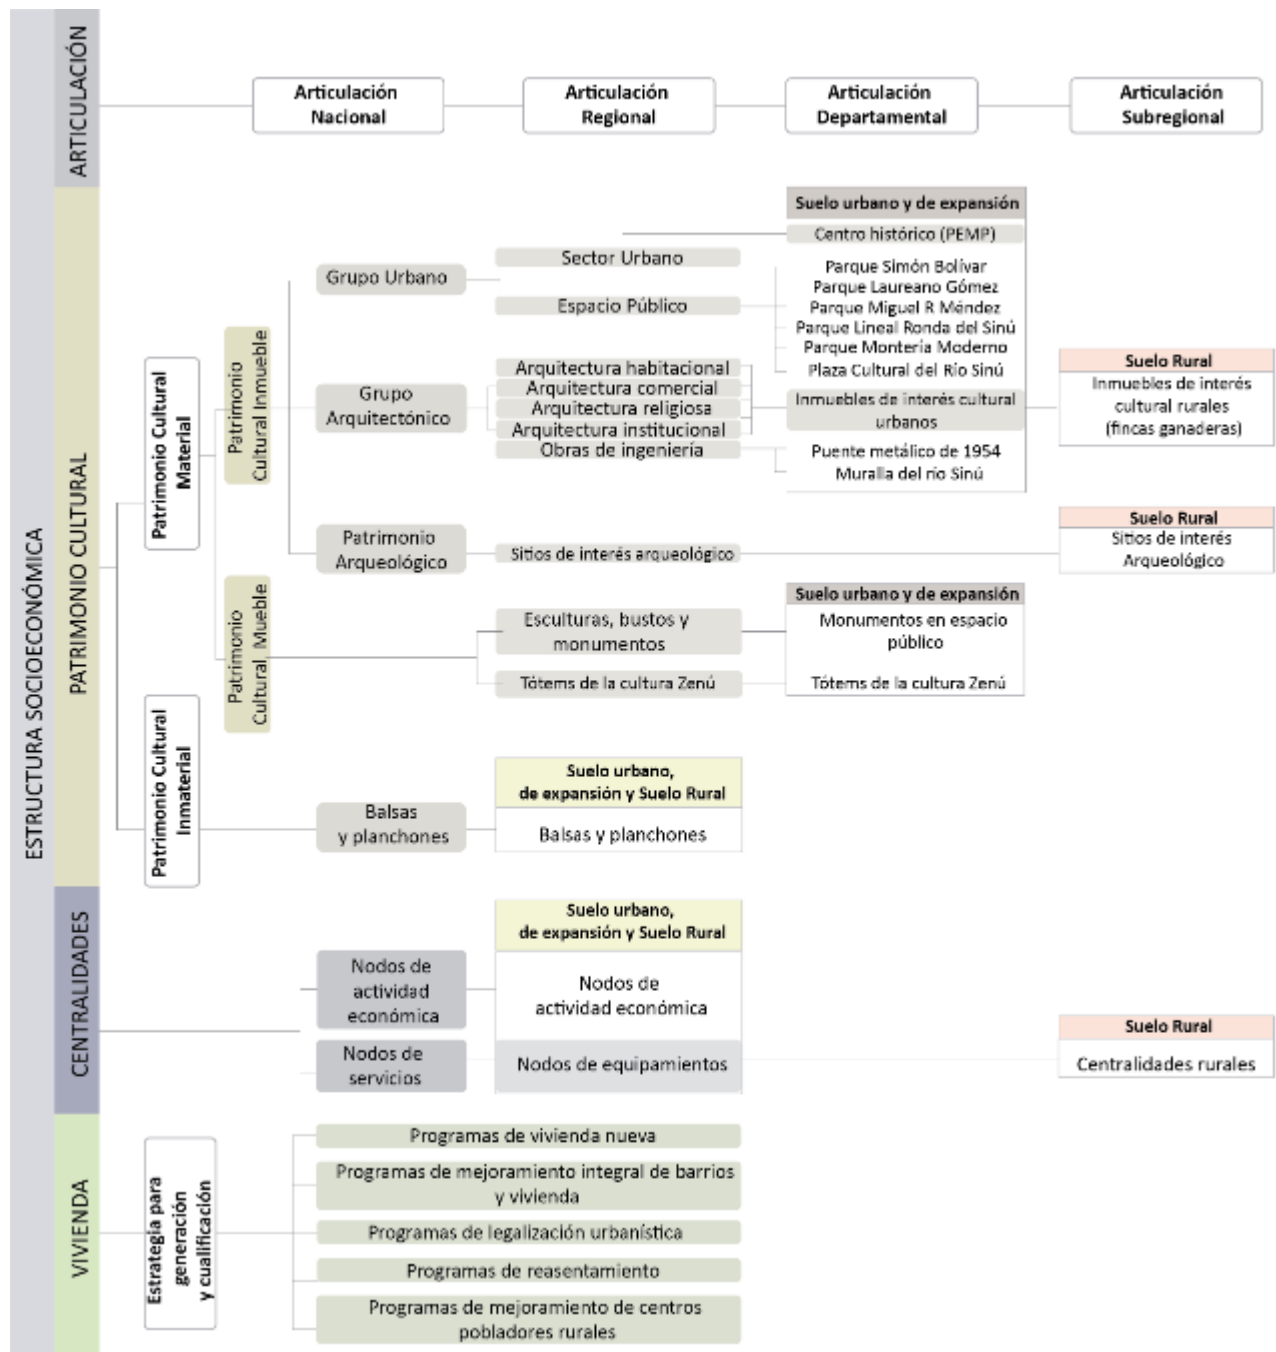 ESTRUCTURA SOCIOECONÓMICA
ARTICULACIÓN
Articulación
Nacional
Articulación
Regional
Articulación
Departamental
Articulación
Subregional
PATRIMONIO CULTURAL
Patrimonio Cultural
Material
Patrimonio
Cultural Inmueble
Grupo Urbano
Sector Urbano
Espacio Público
Suelo urbano y de expansión
Centro histórico (PEMP)
Parque Simón Bolívar
Parque Laureano Gómez
Parque Miguel R Méndez
Parque Lineal Ronda del Sinú
Parque Montería Moderno
Plaza Cultural del Río Sinú
Grupo
Arquitectónico
Arquitectura habitacional
Arquitectura comercial
Arquitectura religiosa
Arquitectura institucional
Obras de ingeniería
Inmuebles de interés cultural
urbanos
Puente metálico de 1954
Muralla del río Sinú
Suelo Rural
Inmuebles de interés
cultural rurales
(fincas ganaderas)
Patrimonio
Arqueológico
Sitios de interés arqueológico
Suelo Rural
Sitios de interés
Arqueológico
Patrimonio
Cultural, Mueble
Esculturas, bustos y
monumentos
Tótems de la cultura Zenú
Suelo urbano y de expansión
Monumentos en espacio
público
Tótems de la cultura Zenú
Patrimonio Cultural
Inmaterial
Balsas
y planchones
Suelo urbano,
de expansión y Suelo Rural
Balsas y planchones
CENTRALIDADES
Nodos de
actividad
económica
Nodos de
servicios
Suelo urbano,
de expansión y Suelo Rural
Nodos de
actividad económica
Nodos de equipamientos
Suelo Rural
Centralidades rurales
VIVIENDA
Estrategia para
generación
y cualificación
Programas de vivienda nueva
Programas de mejoramiento integral de barrios
y vivienda
Programas de legalización urbanística
Programas de reasentamiento
Programas de mejoramiento de centros
pobladores rurales